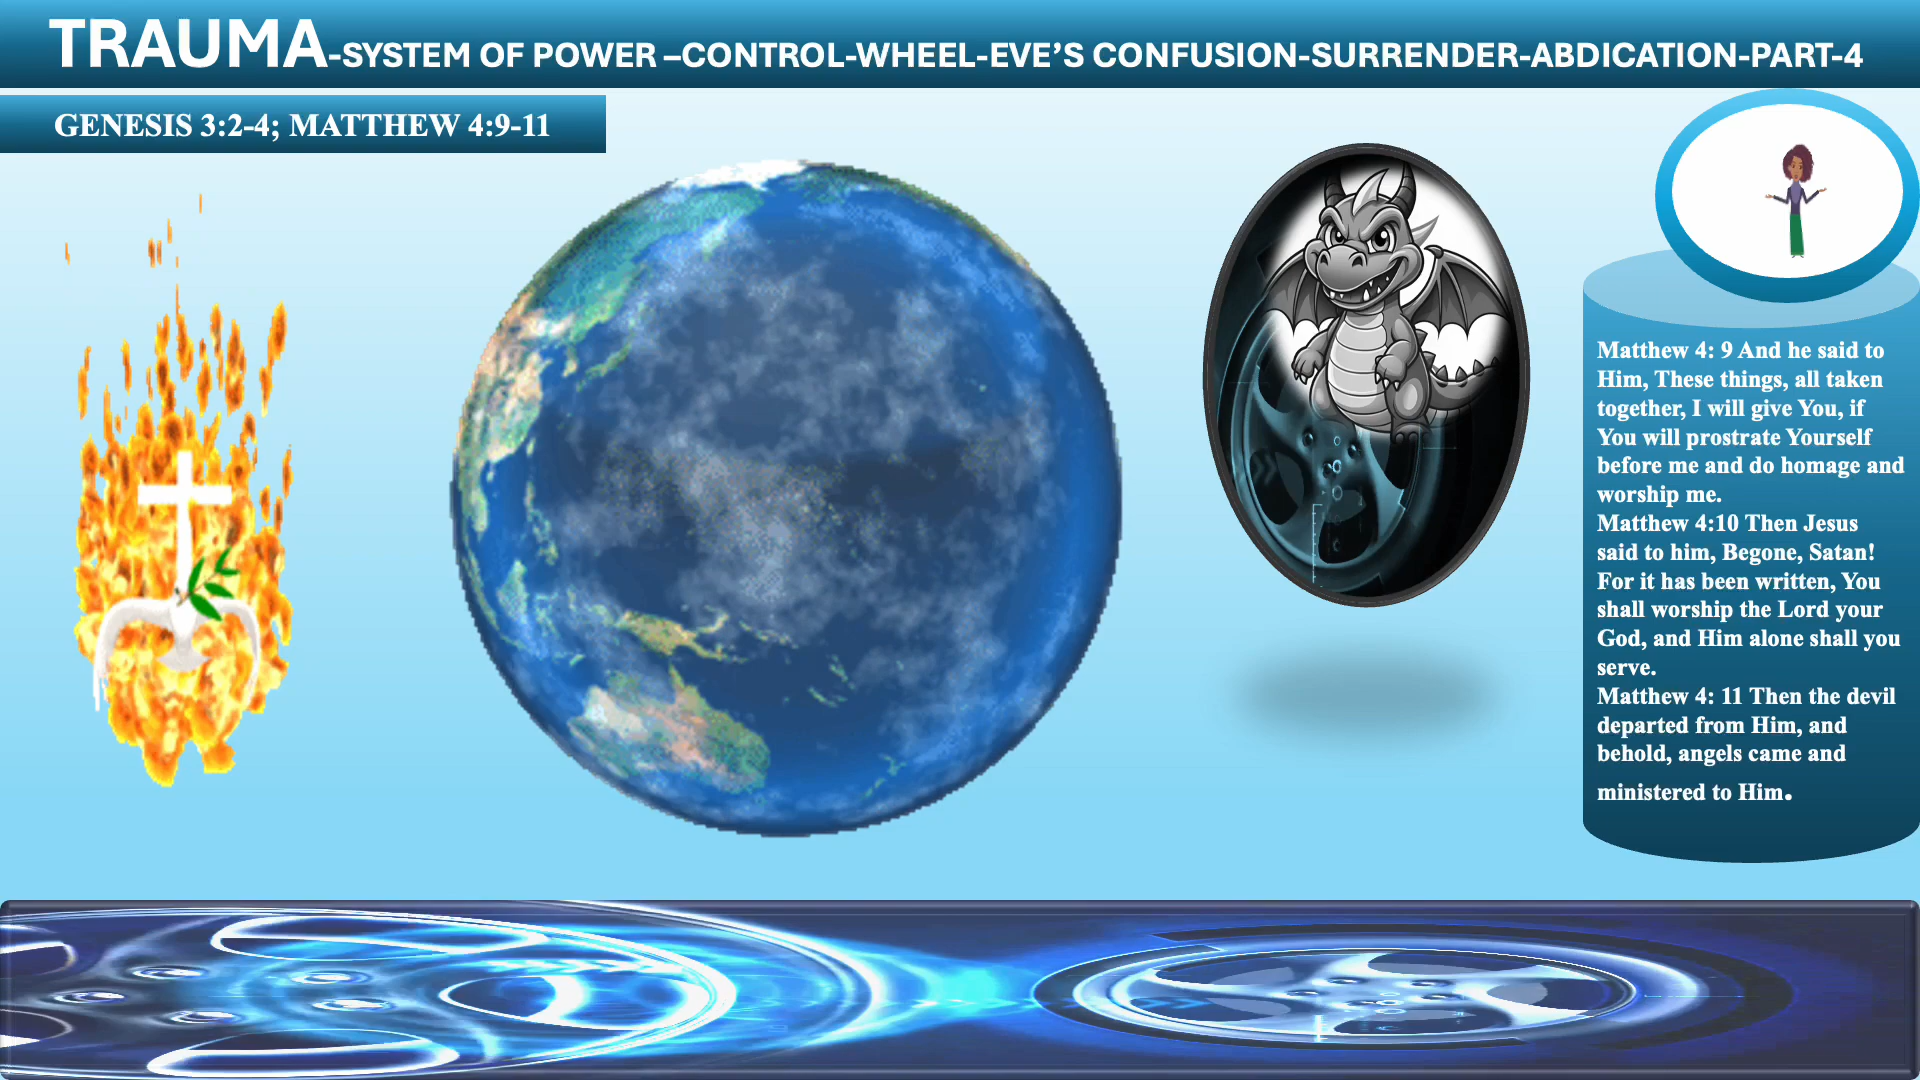 TRAUMA-SYSTEM OF POWER –CONTROL-WHEEL-EVE’S CONFUSION-SURRENDER-ABDICATION-PART-4
GENESIS 3:2-4; MATTHEW 4:9-11
Matthew 4: 9 And he said to
Him, These things, all taken
together, I will give You, if
You will prostrate Yourself
before me and do homage and
worship me.
Matthew 4:10 Then Jesus
said to him, Begone, Satan!
For it has been written, You
shall worship the Lord your
God, and Him alone shall you
serve.
Matthew 4: 11 Then the devil
departed from Him, and
behold, angels came and
ministered to Him.